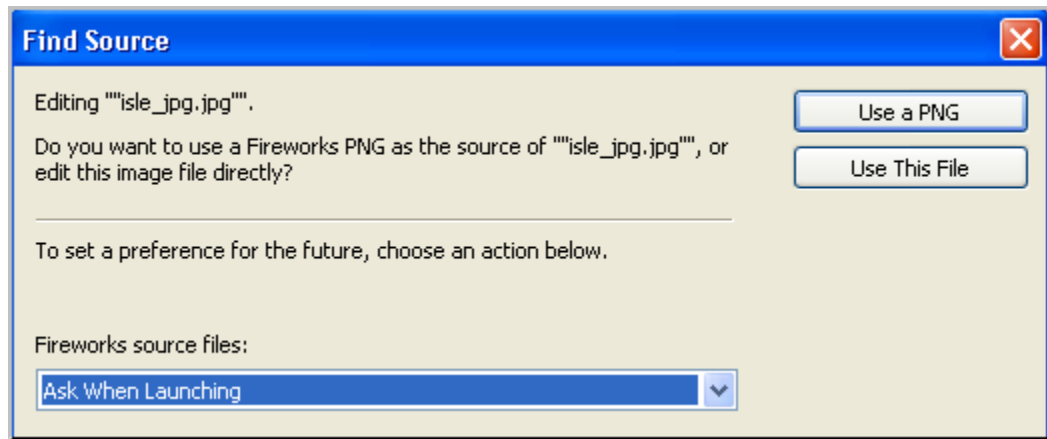 Find Source
Editing ""isle_jpg.jpg"".
Use a PNG
Do you want to use a Fireworks PNG as the source of ""isle_jpg.jpg"", or
edit this image file directly?
Use This File
To set a preference for the future, choose an action below.
Fireworks source files:
Ask When Launching